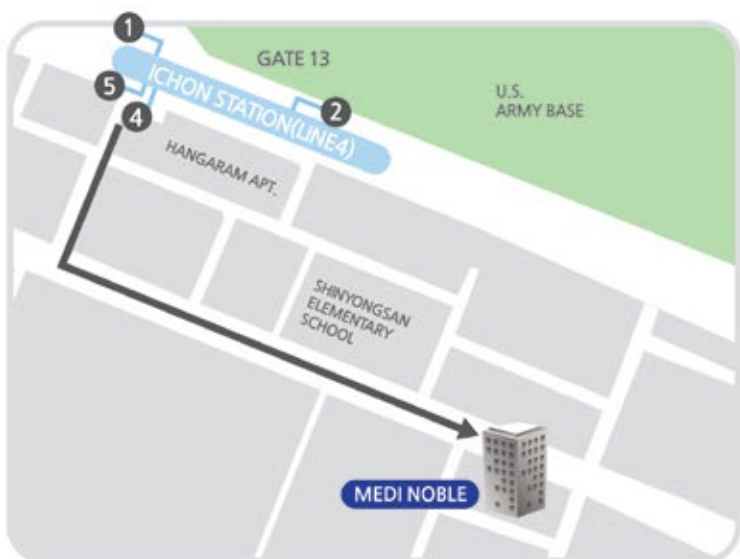 1
GATE 13
5
ICHON STATION(LINE4)
2
4
U.S.
ARMY BASE
HANGARAM APT.
SHINYONGSAN
ELEMENTARY
SCHOOL
MEDI NOBLE